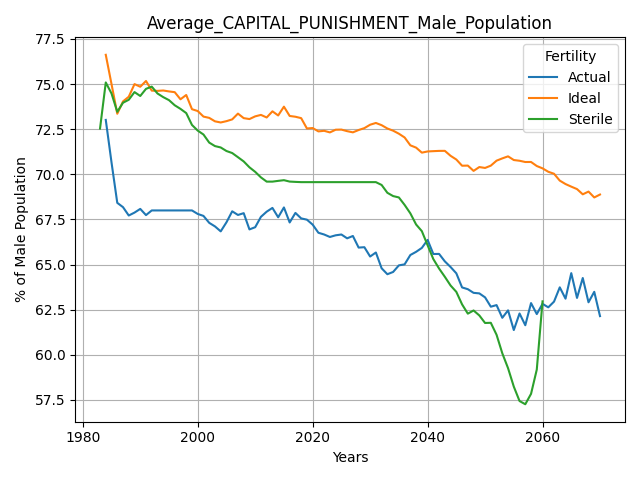 Average_CAPITAL_PUNISHMENT_Male_Population
Fertility
Actual
Ideal
Sterile
% of Male Population
77.5
75.0
72.5
70.0
67.5
65.0
62.5
60.0
57.5
1980
2000
2020
2040
2060
Years